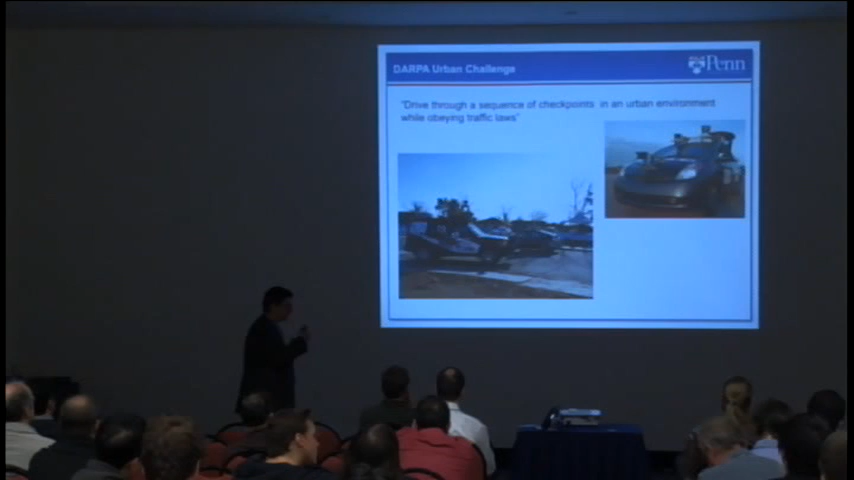 DARPA Urban Challenge
Penn
"Drive through a sequence of checkpoints in an urban environment
while obeying traffic laws"